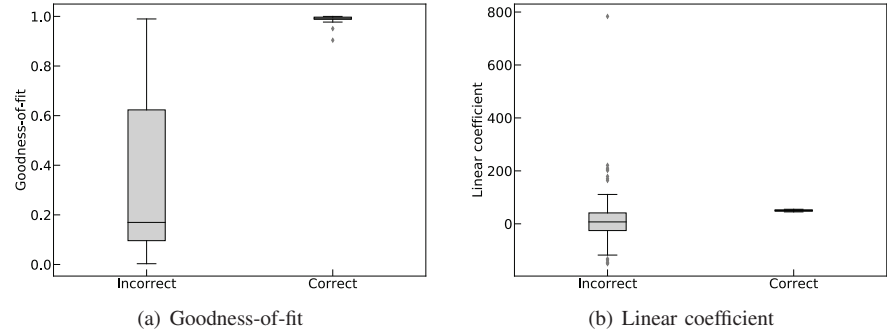 1.0
0.8
0.6
0.4
0.2
0.0
Goodness-of-fit
Incorrect
Correct
(a) Goodness-of-fit
800
600
400
200
0
Linear coefficient
Incorrect
Correct
(b) Linear coefficient